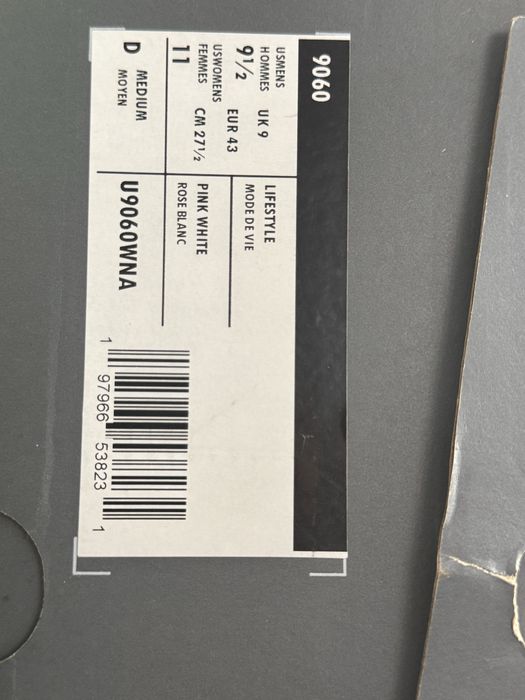 9060
USMENS
HOMMES
9½
UK 9
EUR 43
USWOMENS
FEMMES
11
CM 27½
D
MEDIUM
MOYEN
LIFESTYLE
MODE DE VIE
PINK WHITE
ROSE BLANC
U9060WNA
1 97966 53823 1